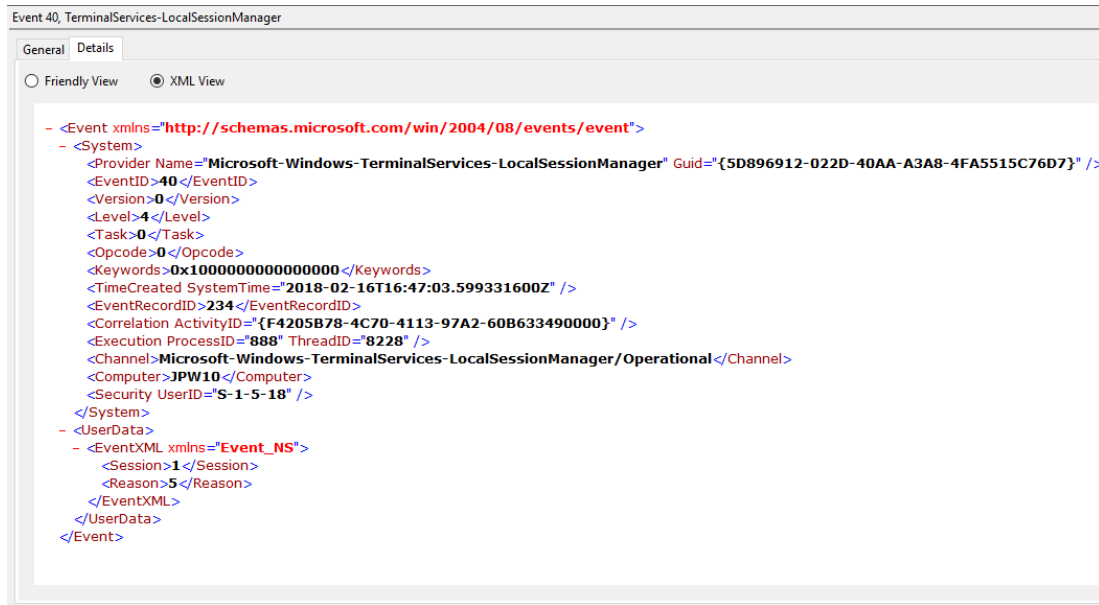 Event 40, TerminalServices-LocalSessionManager
General Details
Friendly View XML View
- <Event xmlns="http://schemas.microsoft.com/win/2004/08/events/event">
- <System>
<Provider Name="Microsoft-Windows-TerminalServices-LocalSessionManager" Guid="{5D896912-022D-40AA-A3A8-4FA5515C76D7}" />
<EventID>40</EventID>
<Version>0</Version>
<Level>4</Level>
<Task>0</Task>
<Opcode>0</Opcode>
<Keywords>0x1000000000000000</Keywords>
<TimeCreated SystemTime="2018-02-16T16:47:03.599331600Z" />
<EventRecordID>234</EventRecordID>
<Correlation ActivityID="{F4205B78-4C70-4113-97A2-60B633490000}" />
<Execution ProcessID="888" ThreadID="8228" />
<Channel>Microsoft-Windows-TerminalServices-LocalSessionManager/Operational</Channel>
<Computer>JPW10</Computer>
<Security UserID="S-1-5-18" />
</System>
- <UserData>
- <EventXML xmlns="Event_NS">
<Session>1</Session>
<Reason>5</Reason>
</EventXML>
</UserData>
</Event>